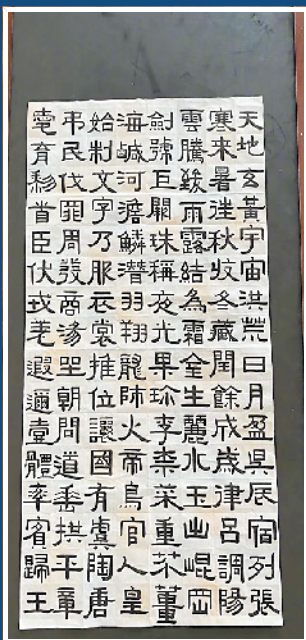 天地玄黃宇宙洪荒日月盈昃辰宿列張
寒来暑往秋收冬藏閏餘成歲律呂調陽
雲騰致雨露結為霜金生麗水玉出崐岡
劍號巨闕珠稱夜光果珎李柰菜重芥薑
海鹹河澹鱗潛羽翔龍師火帝鳥官人皇
始制文字乃服衣裳推位讓國有虞陶唐
弔民伐罪周發商湯坐朝問道垂拱平章
愛育黎首臣伏戎羌遐邇壹體率賓歸王